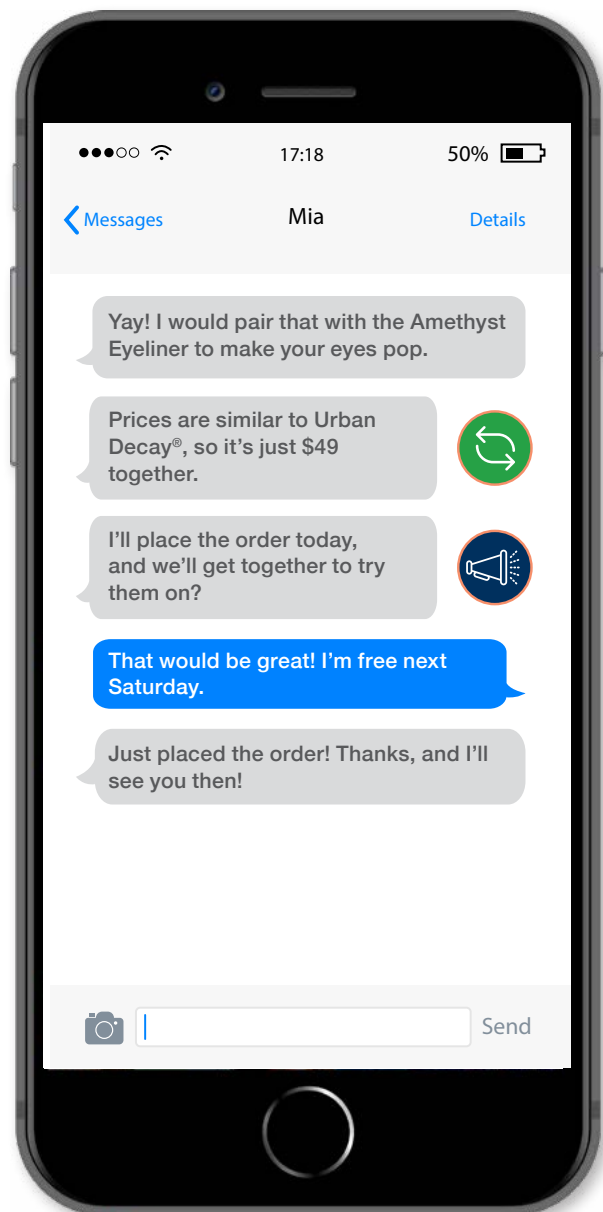 17:18
50%
Messages
Mia
Details
Yay! I would pair that with the Amethyst
Eyeliner to make your eyes pop.
Prices are similar to Urban
Decay®, so it’s just $49
together.
I’ll place the order today,
and we’ll get together to try
them on?
That would be great! I’m free next
Saturday.
Just placed the order! Thanks, and I’ll
see you then!
Send